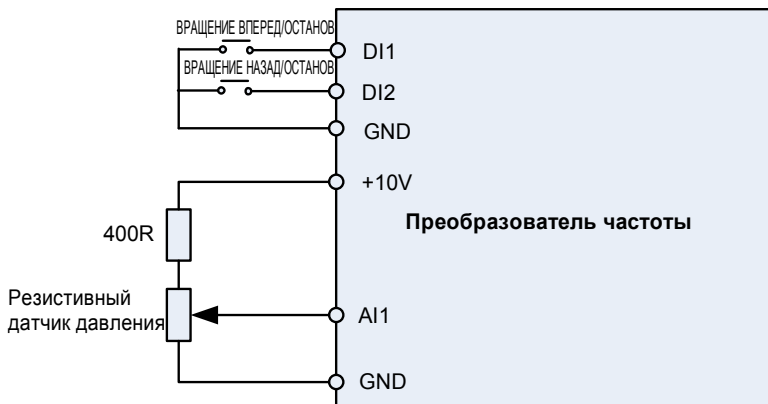 ВРАЩЕНИЕ ВПЕРЕД/ОСТАНОВ
DI1
ВРАЩЕНИЕ НАЗАД/ОСТАНОВ
DI2
GND
+10V
Преобразователь частоты
400R
Резистивный
датчик давления
AI1
GND